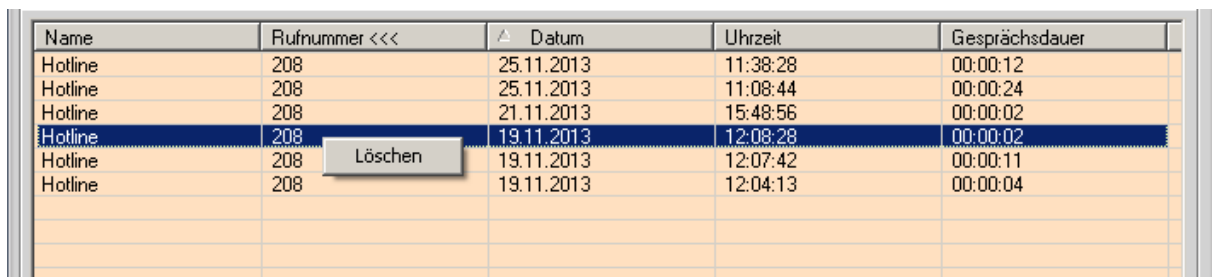 Name Rufnummer <<< Datum Uhrzeit Gesprächsdauer
Hotline 208 25.11.2013 11:38:28 00:00:12
Hotline 208 25.11.2013 11:08:44 00:00:24
Hotline 208 21.11.2013 15:48:56 00:00:02
Hotline 208 19.11.2013 12:08:28 00:00:02
Löschen
Hotline 208 19.11.2013 12:07:42 00:00:11
Hotline 208 19.11.2013 12:04:13 00:00:04